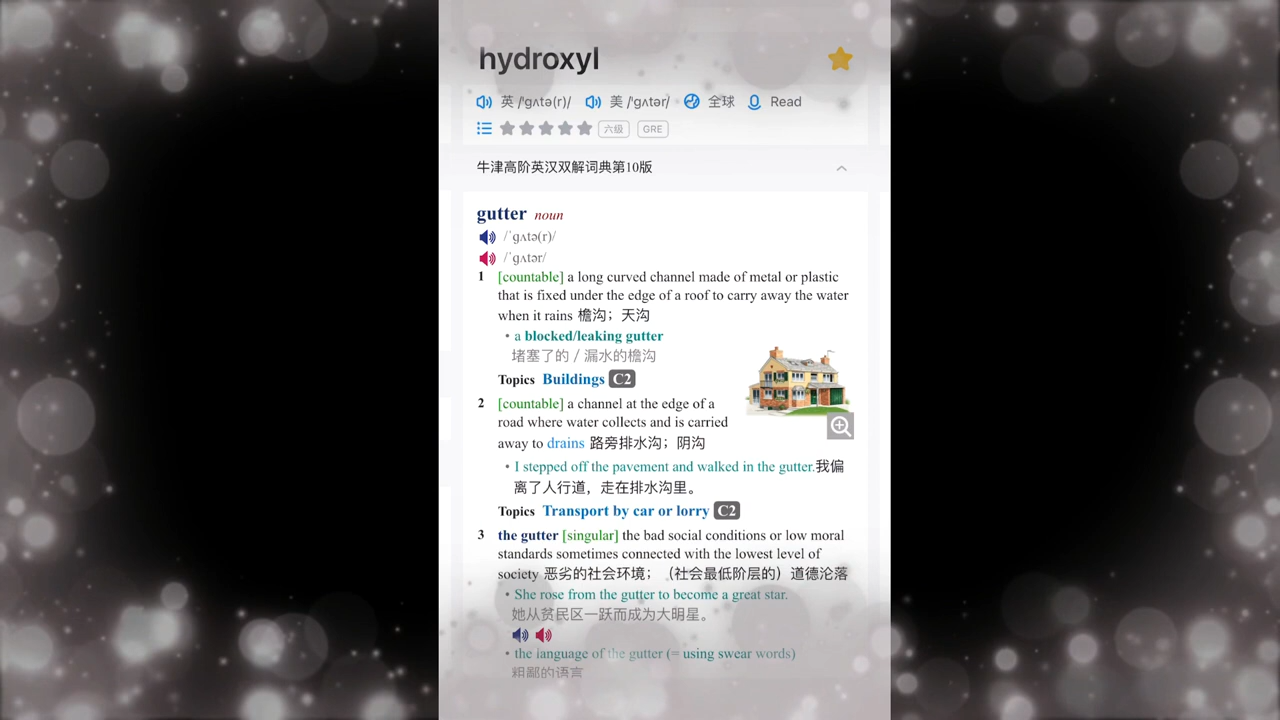 hydroxyl
英 /'gʌtə(r)/ 美 /'gʌtər/ 全球 Read
六级 GRE
牛津高阶英汉双解词典第10版
gutter noun
/ˈɡʌtə(r)/
/ˈɡʌtər/
1 [countable] a long curved channel made of metal or plastic
that is fixed under the edge of a roof to carry away the water
when it rains 檐沟；天沟
• a blocked/leaking gutter
堵塞了的 / 漏水的檐沟
Topics Buildings C2
2 [countable] a channel at the edge of a
road where water collects and is carried
away to drains 路旁排水沟；阴沟
• I stepped off the pavement and walked in the gutter.我偏
离了人行道，走在排水沟里。
Topics Transport by car or lorry C2
3 the gutter [singular] the bad social conditions or low moral
standards sometimes connected with the lowest level of
society 恶劣的社会环境；（社会最低阶层的）道德沦落
• She rose from the gutter to become a great star.
她从贫民区一跃而成为大明星。
• the language of the gutter (= using swear words)
粗鄙的语言